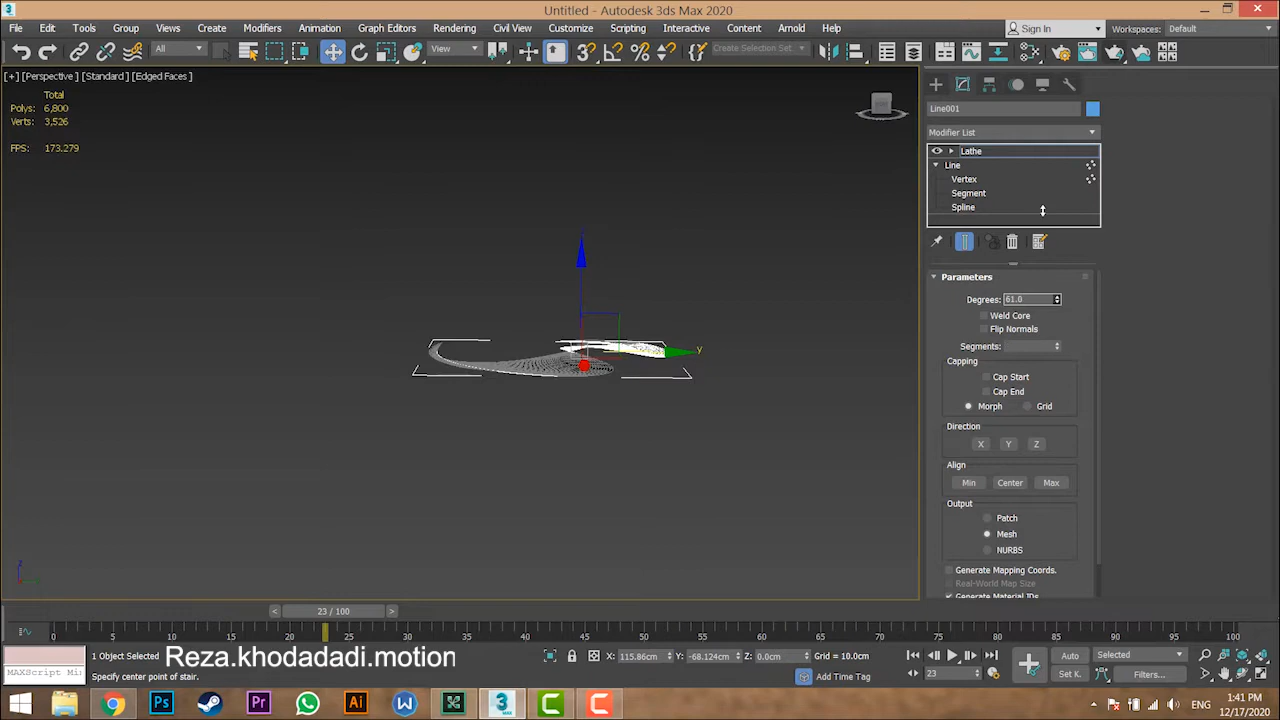 Untitled - Autodesk 3ds Max 2020
File Edit Tools Group Views Create Modifiers Animation Graph Editors Rendering Civil View Customize Scripting Interactive Content Arnold Help
Sign In Workspaces: Default
All View Create Selection Set
[+] [Perspective ] [Standard ] [Edged Faces ]
Total
Polys: 6,800
Verts: 3,526
FPS: 173.279
y
z
Line001
Modifier List
Lathe
Line
Vertex
Segment
Spline
Parameters
Degrees: 61.0
Weld Core
Flip Normals
Segments:
Capping
Cap Start
Cap End
Morph Grid
Direction
X Y Z
Align
Min Center Max
Output
Patch
Mesh
NURBS
Generate Mapping Coords.
Real-World Map Size
Generate Material IDs
< 23 / 100 >
0 5 10 15 20 25 30 35 40 45 50 55 60 65 70 75 80 85 90 95 100
1 Object Selected
Reza.khodadadi.motion
X: 115.86cm Y: -68.124cm Z: 0.0cm Grid = 10.0cm
Auto Selected
MAXScript Mi:
Specify center point of stair.
Add Time Tag
23
Set K. Filters...
1:41 PM
ENG
12/17/2020